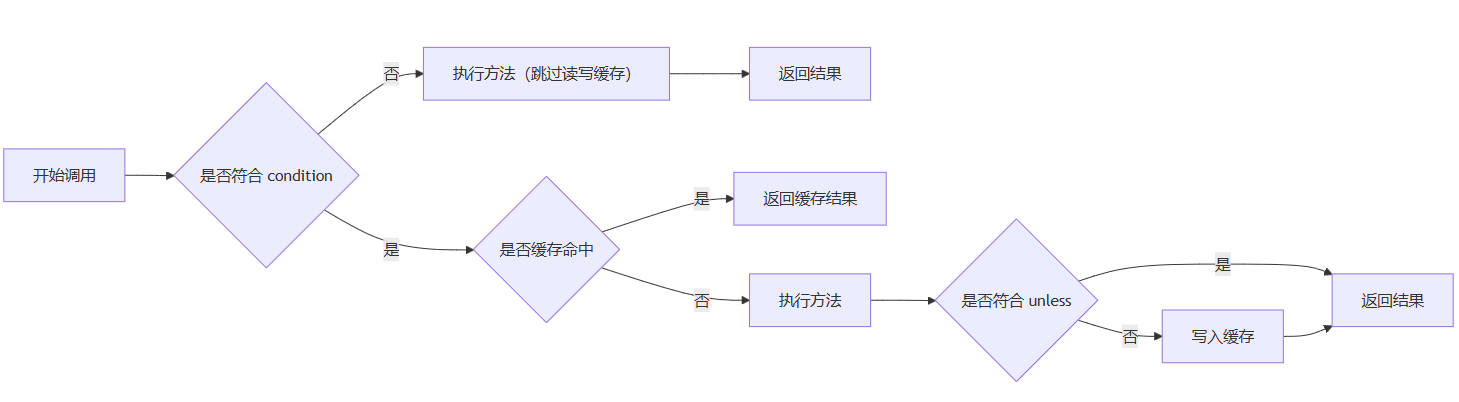 开始调用
是否符合 condition
否
执行方法（跳过读写缓存）
返回结果
是
是否缓存命中
是
返回缓存结果
否
执行方法
是否符合 unless
是
否
写入缓存
返回结果